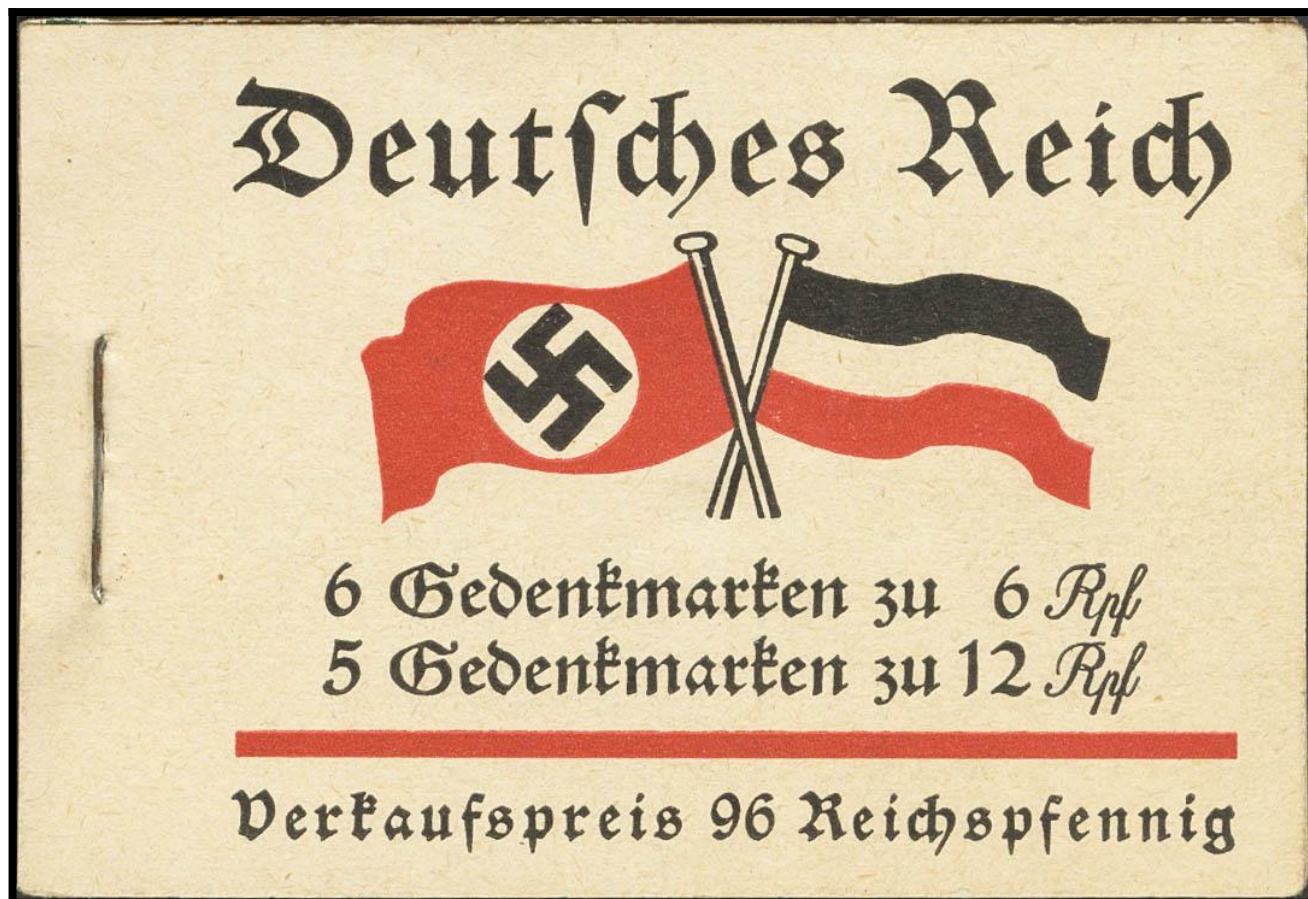 Deutſches Reich
6 Gedenkmarken zu 6 Rpf
5 Gedenkmarken zu 12 Rpf
Verkaufspreis 96 Reichspfennig